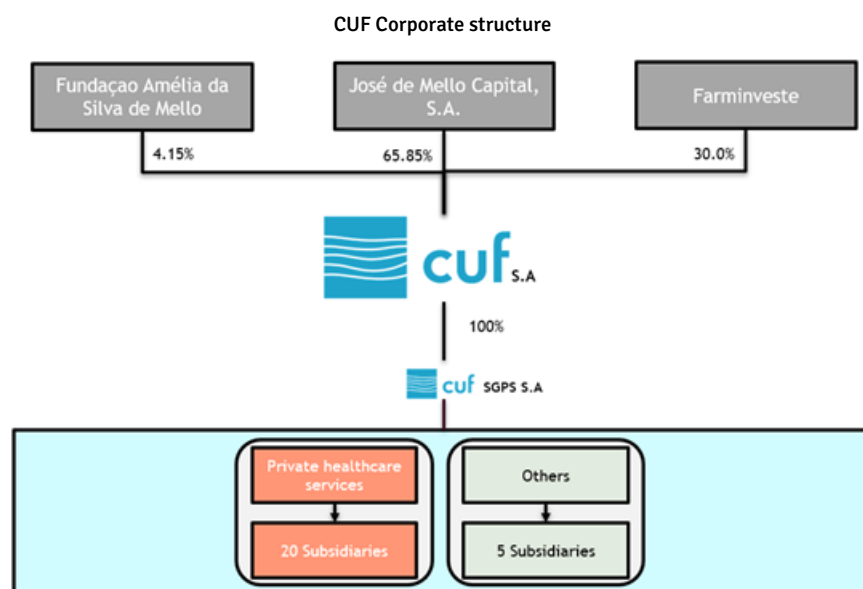 CUF Corporate structure
Fundaçao Amélia da
Silva de Mello
José de Mello Capital,
S.A.
Farminveste
4.15%
65.85%
30.0%
cuf S.A
100%
cuf SGPS S.A
Private healthcare
services
Others
20 Subsidiaries
5 Subsidiaries